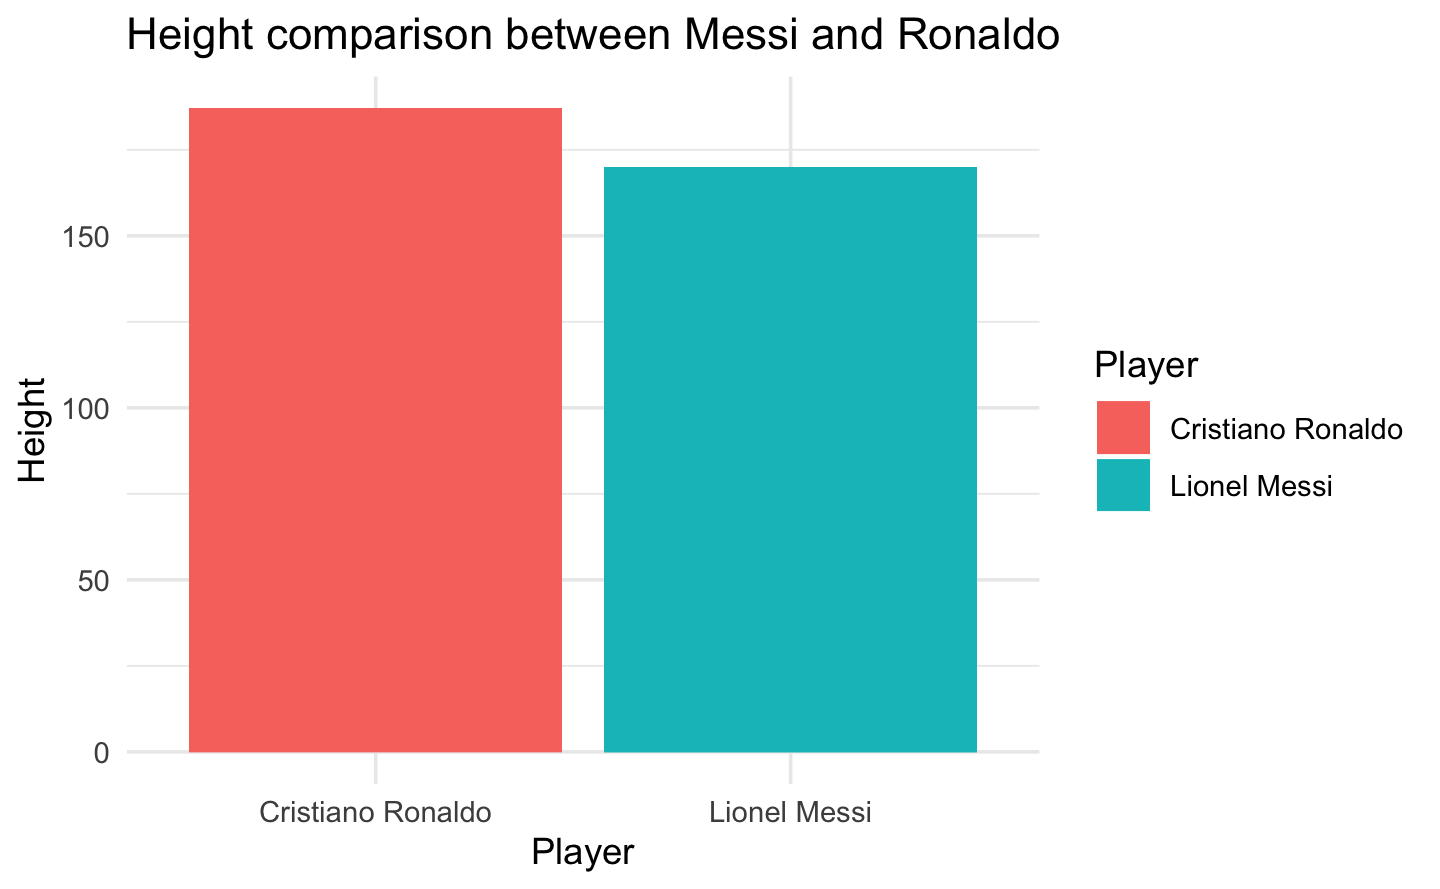 Height comparison between Messi and Ronaldo
Height
150
100
50
0
Cristiano Ronaldo
Lionel Messi
Player
Player
Cristiano Ronaldo
Lionel Messi